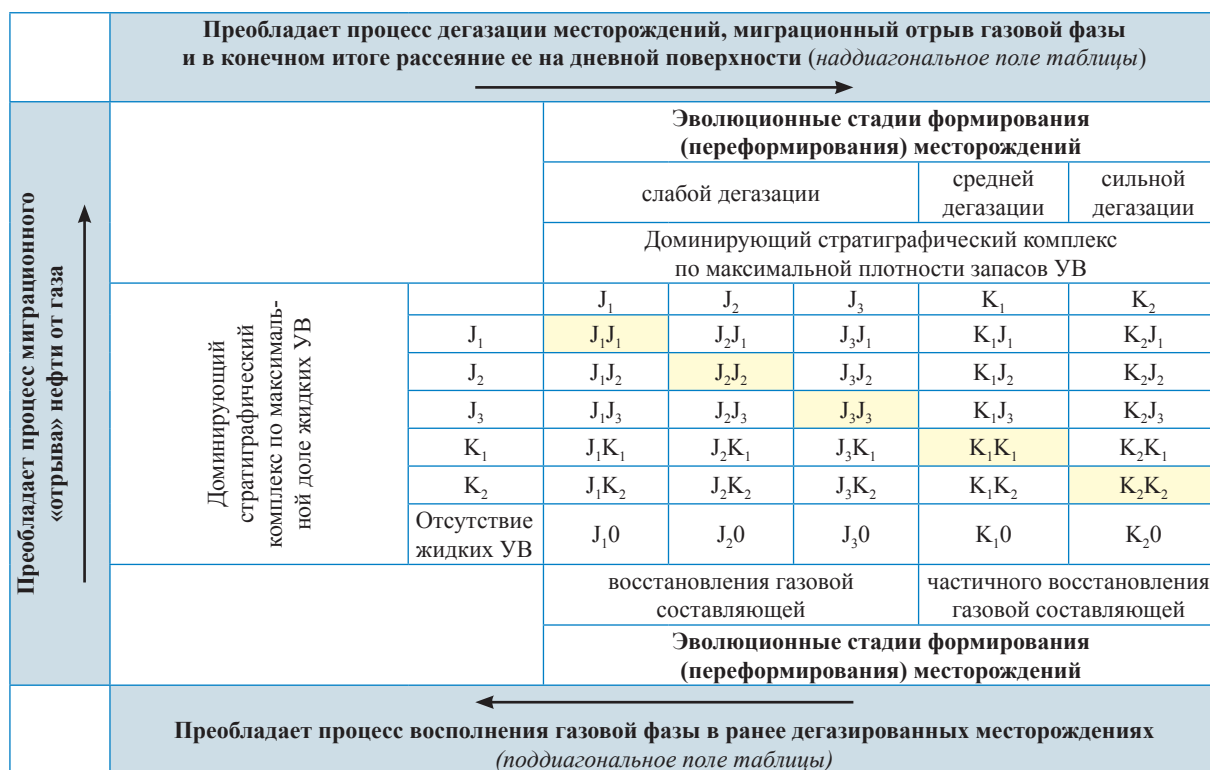 Преобладает процесс дегазации месторождений, миграционный отрыв газовой фазы
и в конечном итоге рассеяние ее на дневной поверхности (наддиагональное поле таблицы)
Преобладает процесс миграционного
«отрыва» нефти от газа
Эволюционные стадии формирования
(переформирования) месторождений
слабой дегазации
средней
дегазации
сильной
дегазации
Доминирующий стратиграфический комплекс
по максимальной плотности запасов УВ
Доминирующий
стратиграфический
комплекс по максималь-
ной доле жидких УВ
J₁ J₂ J₃ K₁ K₂
J₁ J₁J₁ J₂J₁ J₃J₁ K₁J₁ K₂J₁
J₂ J₁J₂ J₂J₂ J₃J₂ K₁J₂ K₂J₂
J₃ J₁J₃ J₂J₃ J₃J₃ K₁J₃ K₂J₃
K₁ J₁K₁ J₂K₁ J₃K₁ K₁K₁ K₂K₁
K₂ J₁K₂ J₂K₂ J₃K₂ K₁K₂ K₂K₂
Отсутствие
жидких УВ
J₁0 J₂0 J₃0 K₁0 K₂0
восстановления газовой
составляющей
частичного восстановления
газовой составляющей
Эволюционные стадии формирования
(переформирования) месторождений
Преобладает процесс восполнения газовой фазы в ранее дегазированных месторождениях
(поддиагональное поле таблицы)